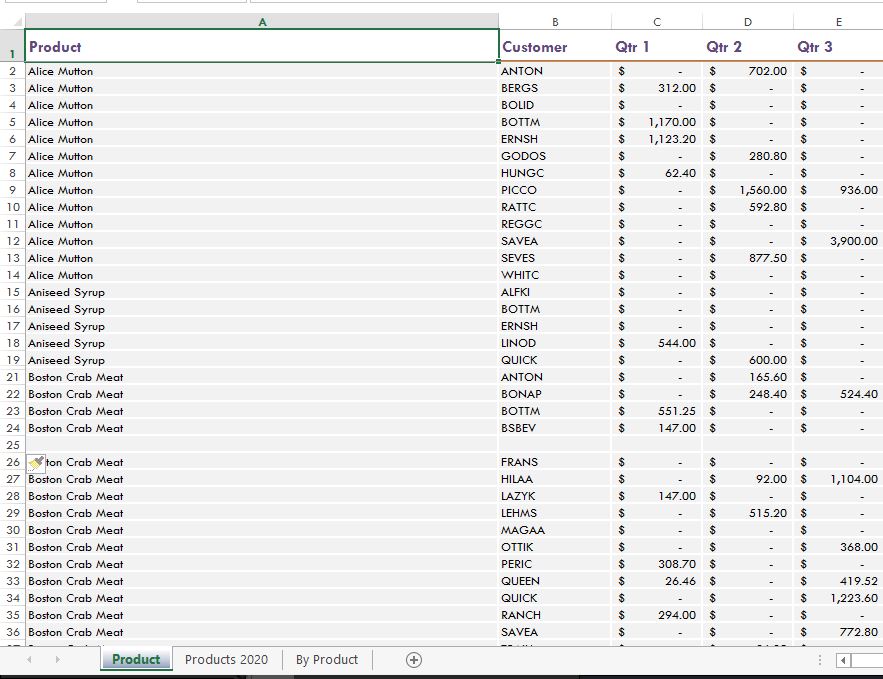 A B C D E
1 Product Customer Qtr 1 Qtr 2 Qtr 3
2 Alice Mutton ANTON $ - $ 702.00 $ -
3 Alice Mutton BERGS $ 312.00 $ - $ -
4 Alice Mutton BOLID $ - $ - $ -
5 Alice Mutton BOTTM $ 1,170.00 $ - $ -
6 Alice Mutton ERNSH $ 1,123.20 $ - $ -
7 Alice Mutton GODOS $ - $ 280.80 $ -
8 Alice Mutton HUNGC $ 62.40 $ - $ -
9 Alice Mutton PICCO $ - $ 1,560.00 $ 936.00
10 Alice Mutton RATTC $ - $ 592.80 $ -
11 Alice Mutton REGGC $ - $ - $ -
12 Alice Mutton SAVEA $ - $ - $ 3,900.00
13 Alice Mutton SEVES $ - $ 877.50 $ -
14 Alice Mutton WHITC $ - $ - $ -
15 Aniseed Syrup ALFKI $ - $ - $ -
16 Aniseed Syrup BOTTM $ - $ - $ -
17 Aniseed Syrup ERNSH $ - $ - $ -
18 Aniseed Syrup LINOD $ 544.00 $ - $ -
19 Aniseed Syrup QUICK $ - $ 600.00 $ -
21 Boston Crab Meat ANTON $ - $ 165.60 $ -
22 Boston Crab Meat BONAP $ - $ 248.40 $ 524.40
23 Boston Crab Meat BOTTM $ 551.25 $ - $ -
24 Boston Crab Meat BSBEV $ 147.00 $ - $ -
25
26 ton Crab Meat FRANS $ - $ - $ -
27 Boston Crab Meat HILAA $ - $ 92.00 $ 1,104.00
28 Boston Crab Meat LAZYK $ 147.00 $ - $ -
29 Boston Crab Meat LEHMS $ - $ 515.20 $ -
30 Boston Crab Meat MAGAA $ - $ - $ -
31 Boston Crab Meat OTTIK $ - $ - $ 368.00
32 Boston Crab Meat PERIC $ 308.70 $ - $ -
33 Boston Crab Meat QUEEN $ 26.46 $ - $ 419.52
34 Boston Crab Meat QUICK $ - $ - $ 1,223.60
35 Boston Crab Meat RANCH $ 294.00 $ - $ -
36 Boston Crab Meat SAVEA $ - $ - $ 772.80
Product Products 2020 By Product